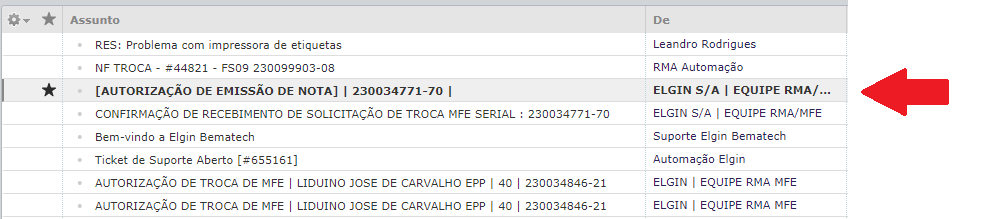 Assunto De
RES: Problema com impressora de etiquetas Leandro Rodrigues
NF TROCA - #44821 - FS09 230099903-08 RMA Automação
[AUTORIZAÇÃO DE EMISSÃO DE NOTA] | 230034771-70 | ELGIN S/A | EQUIPE RMA/...
CONFIRMAÇÃO DE RECEBIMENTO DE SOLICITAÇÃO DE TROCA MFE SERIAL : 230034771-70 ELGIN S/A | EQUIPE RMA/MFE
Bem-vindo a Elgin Bematech Suporte Elgin Bematech
Ticket de Suporte Aberto [#655161] Automação Elgin
AUTORIZAÇÃO DE TROCA DE MFE | LIDUINO JOSE DE CARVALHO EPP | 40 | 230034846-21 ELGIN | EQUIPE RMA MFE
AUTORIZAÇÃO DE TROCA DE MFE | LIDUINO JOSE DE CARVALHO EPP | 40 | 230034846-21 ELGIN | EQUIPE RMA MFE